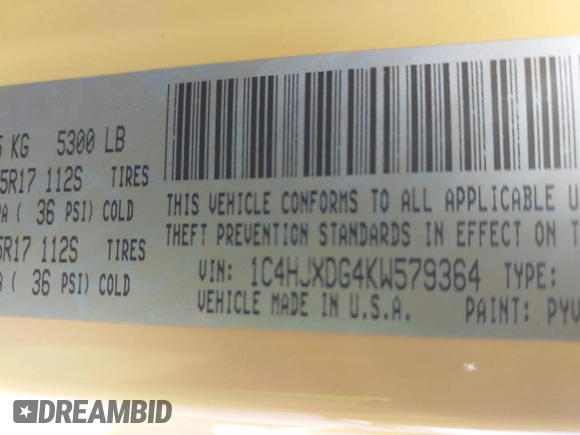 KG 5300 LB
5R17 112S TIRES
( 36 PSI) COLD
5R17 112S TIRES
( 36 PSI) COLD
THIS VEHICLE CONFORMS TO ALL APPLICABLE U
THEFT PREVENTION STANDARDS IN EFFECT ON T
VIN: 1C4HJXDG4KW579364 TYPE:
VEHICLE MADE IN U.S.A. PAINT: PYV
DREAMBID